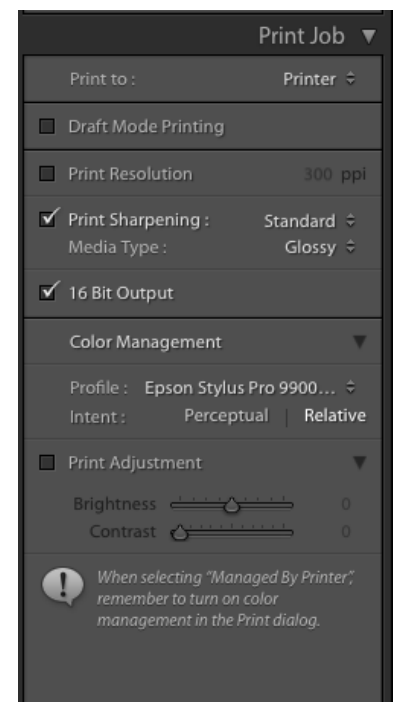 Print Job
Print to : Printer
Draft Mode Printing
Print Resolution 300 ppi
Print Sharpening : Standard
Media Type : Glossy
16 Bit Output
Color Management
Profile : Epson Stylus Pro 9900...
Intent : Perceptual | Relative
Print Adjustment
Brightness 0
Contrast 0
When selecting “Managed By Printer”,
remember to turn on color
management in the Print dialog.